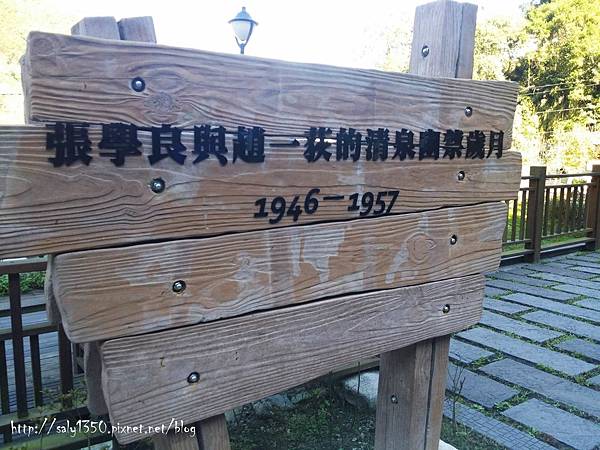 張學良與趙一荻的清泉幽禁歲月
1946－1957
http://saly1350.pixnet.net/blog